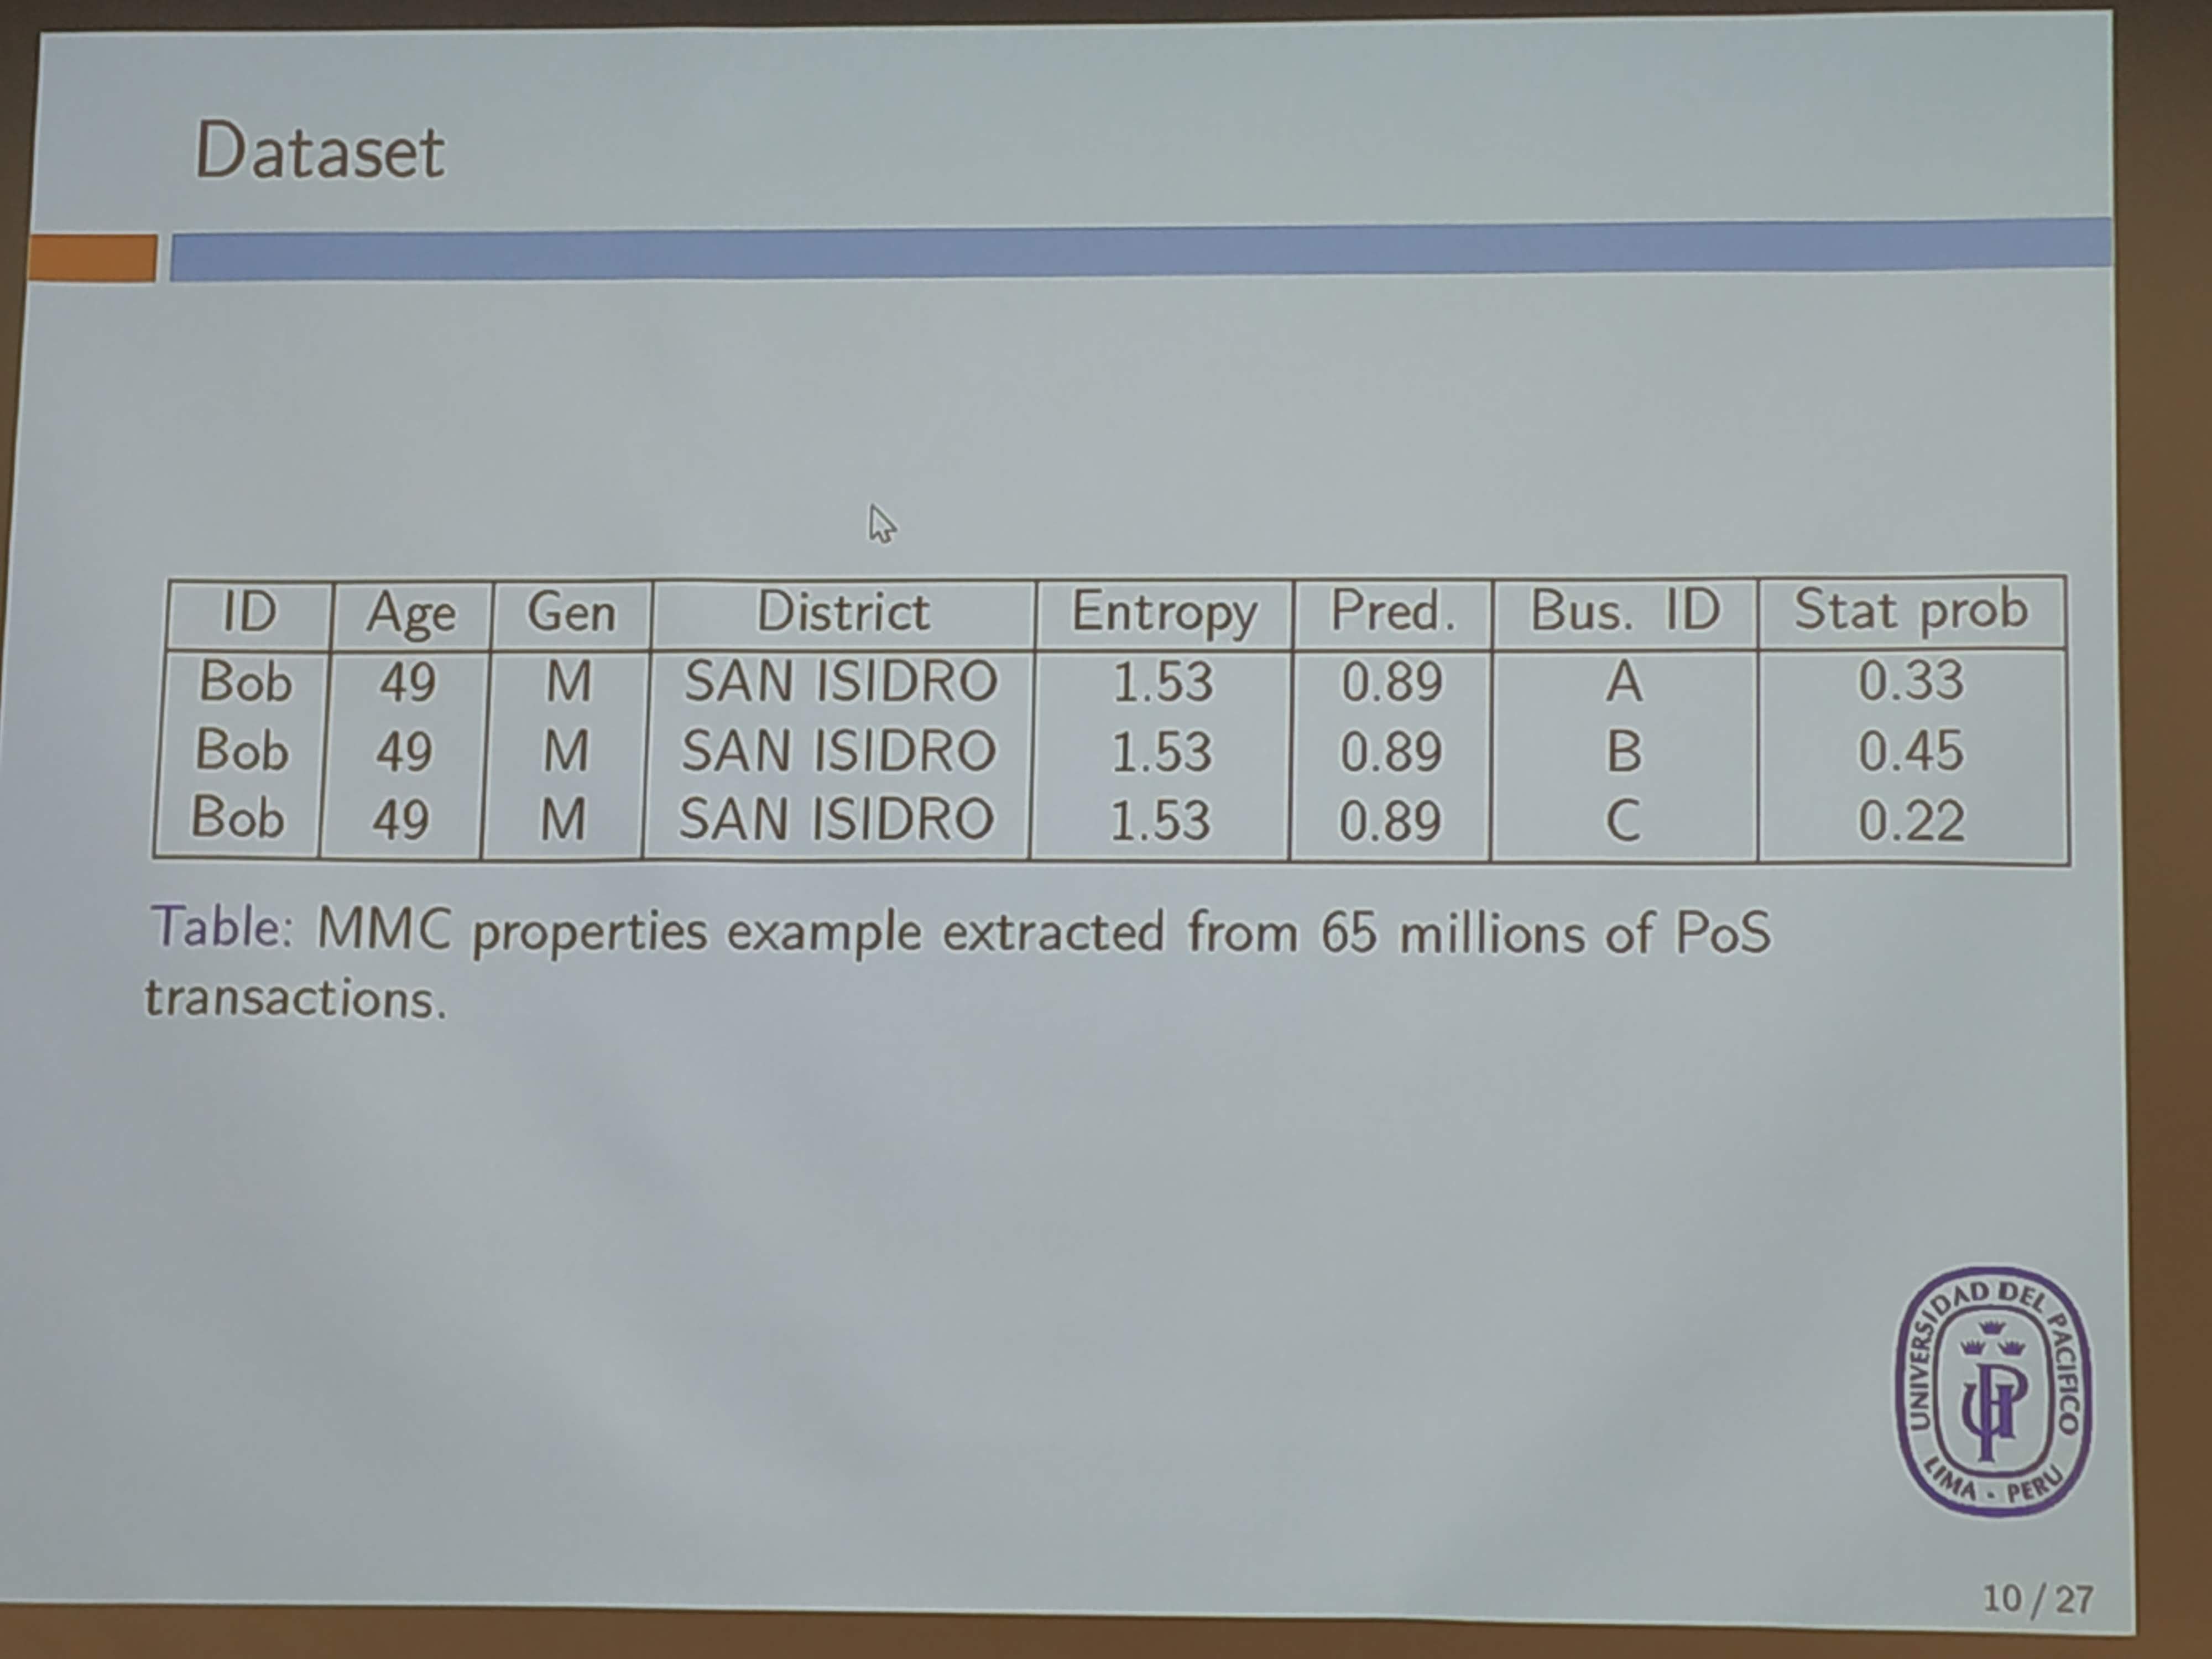 Dataset
ID Age Gen District Entropy Pred. Bus. ID Stat prob
Bob 49 M SAN ISIDRO 1.53 0.89 A 0.33
Bob 49 M SAN ISIDRO 1.53 0.89 B 0.45
Bob 49 M SAN ISIDRO 1.53 0.89 C 0.22
Table: MMC properties example extracted from 65 millions of PoS
transactions.
UNIVERSIDAD DEL PACIFICO
UP
LIMA - PERU
10 / 27